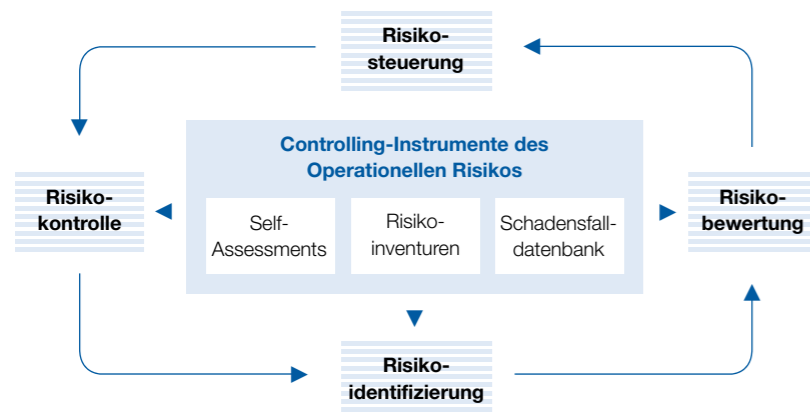 Risiko-
steuerung
Controlling-Instrumente des
Operationellen Risikos
Risiko-
kontrolle
Self-
Assessments
Risiko-
inventuren
Schadensfall-
datenbank
Risiko-
bewertung
Risiko-
identifizierung